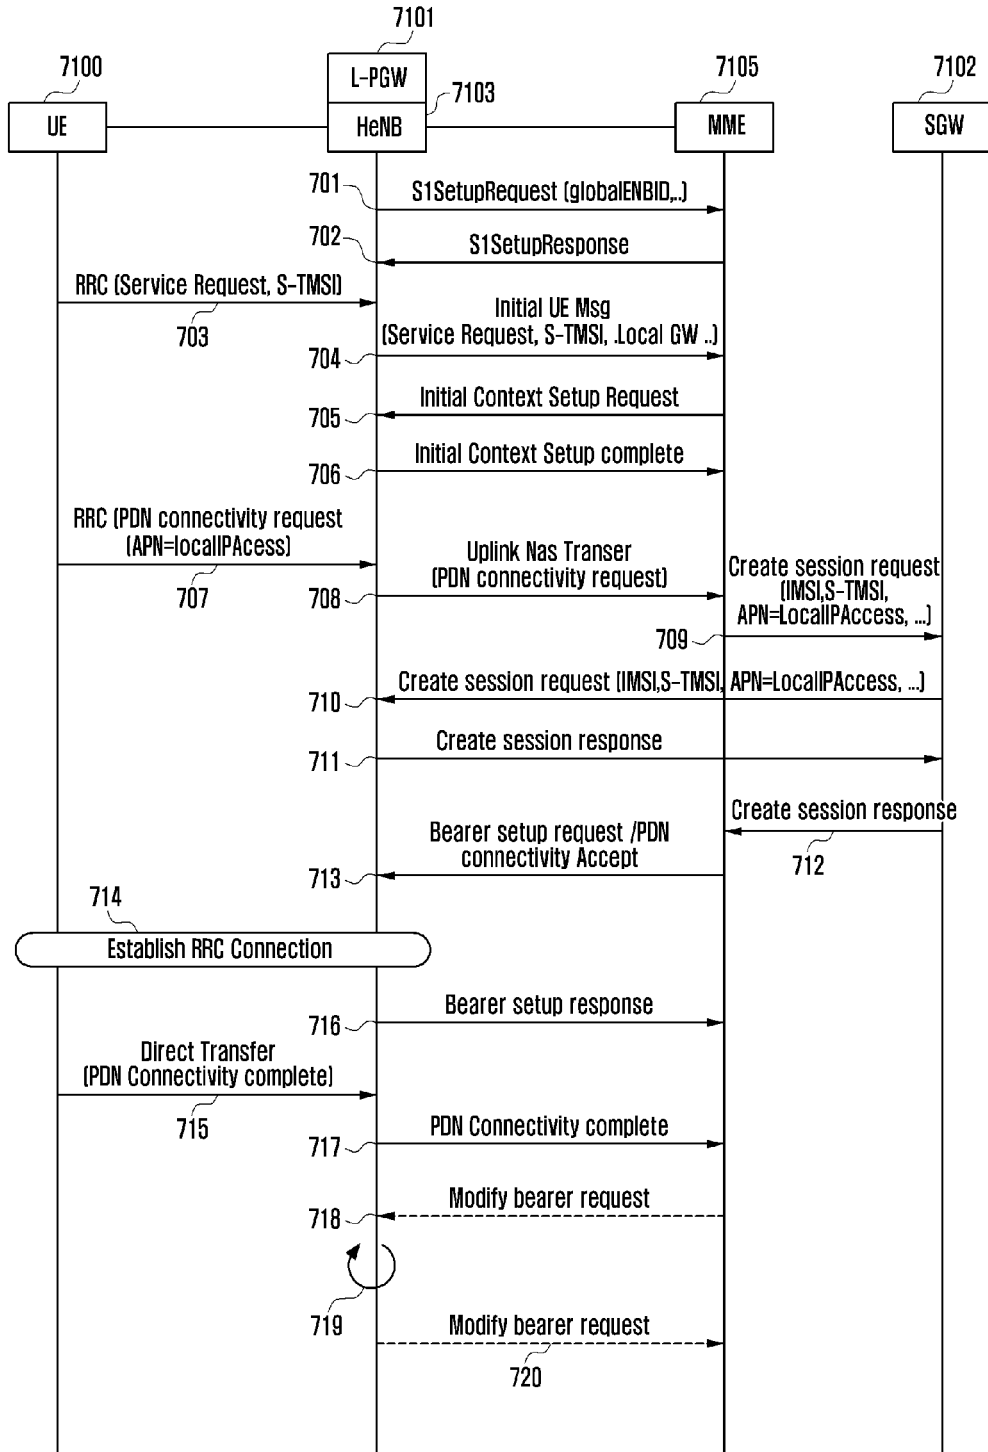 7101
7100
L-PGW
7103
7105
7102
UE
HeNB
MME
SGW
701
S1SetupRequest (globalENBID,..)
702
S1SetupResponse
RRC (Service Request, S-TMSI)
703
Initial UE Msg
(Service Request, S-TMSI, .Local GW ..)
704
Initial Context Setup Request
705
Initial Context Setup complete
706
RRC (PDN connectivity request
(APN=localIPAcess)
707
Uplink Nas Transer
(PDN connectivity request)
708
Create session request
(IMSI,S-TMSI,
APN=LocalIPAccess, ...)
709
Create session request (IMSI,S-TMSI, APN=LocalIPAccess, ...)
710
Create session response
711
Create session response
712
Bearer setup request /PDN
connectivity Accept
713
714
Establish RRC Connection
Bearer setup response
716
Direct Transfer
(PDN Connectivity complete)
715
PDN Connectivity complete
717
Modify bearer request
718
719
Modify bearer request
720